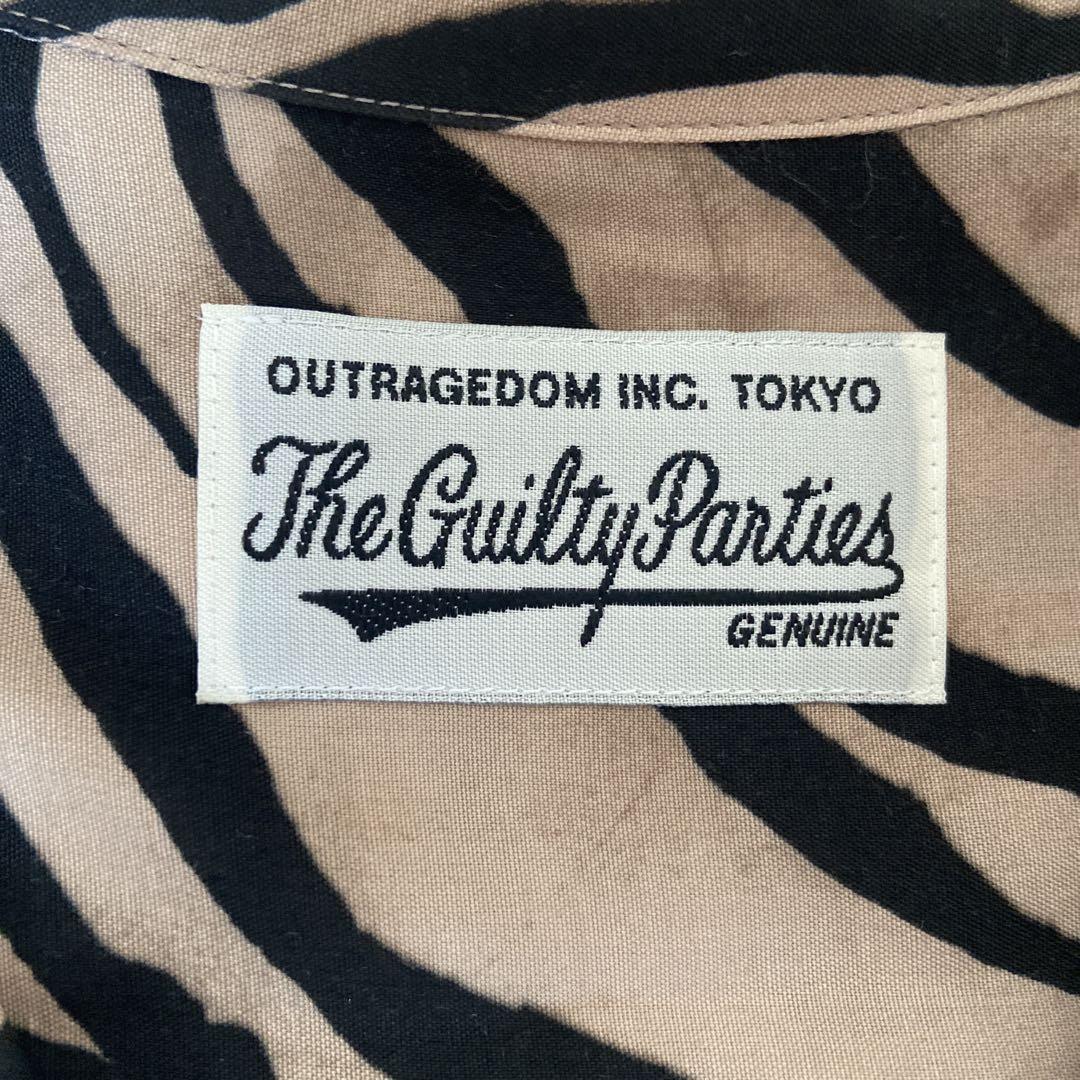 OUTRAGEDOM INC. TOKYO
The Guilty Parties
GENUINE